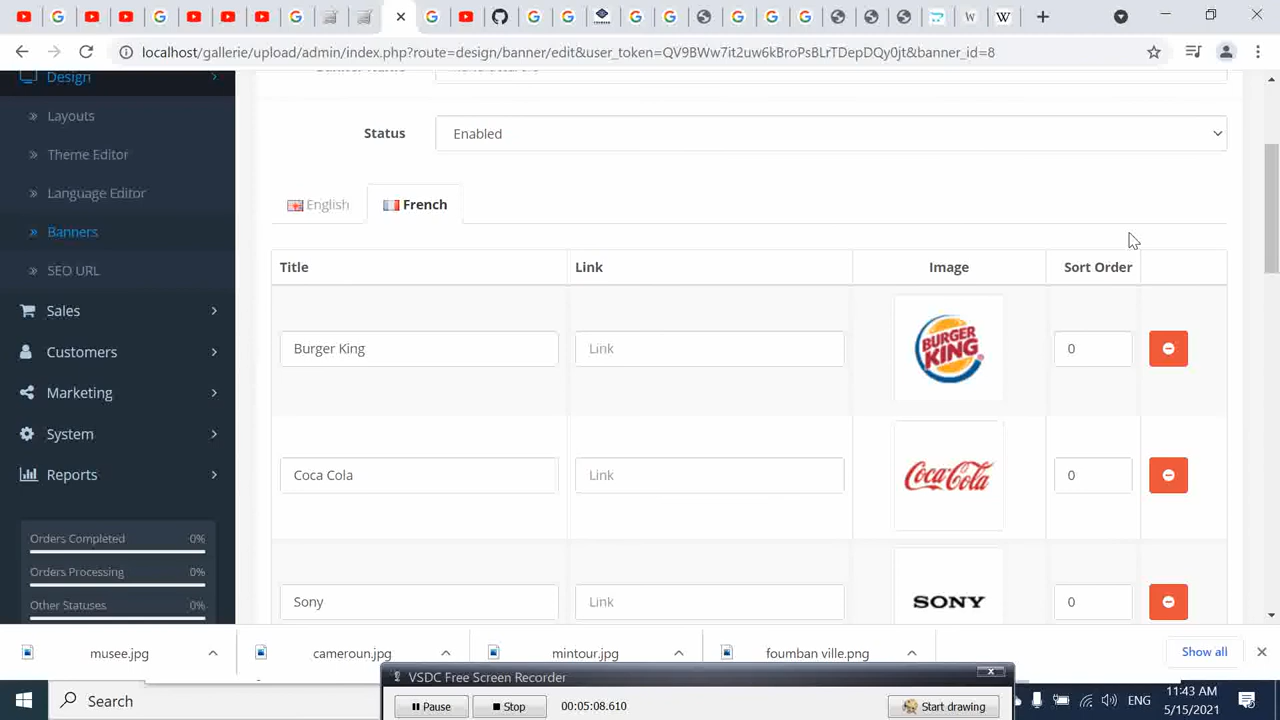 localhost/gallerie/upload/admin/index.php?route=design/banner/edit&user_token=QV9BWw7it2uw6kBroPsBLrTDepDQy0jt&banner_id=8
Design
Layouts
Theme Editor
Language Editor
Banners
SEO URL
Sales
Customers
Marketing
System
Reports
Orders Completed 0%
Orders Processing 0%
Other Statuses 0%
Status Enabled
English French
Title Link Image Sort Order
Burger King Link BURGER KING 0
Coca Cola Link Coca-Cola 0
Sony Link SONY 0
musee.jpg cameroun.jpg mintour.jpg foumban ville.png Show all
VSDC Free Screen Recorder
Pause Stop 00:05:08.610 Start drawing
Search
ENG
11:43 AM
5/15/2021